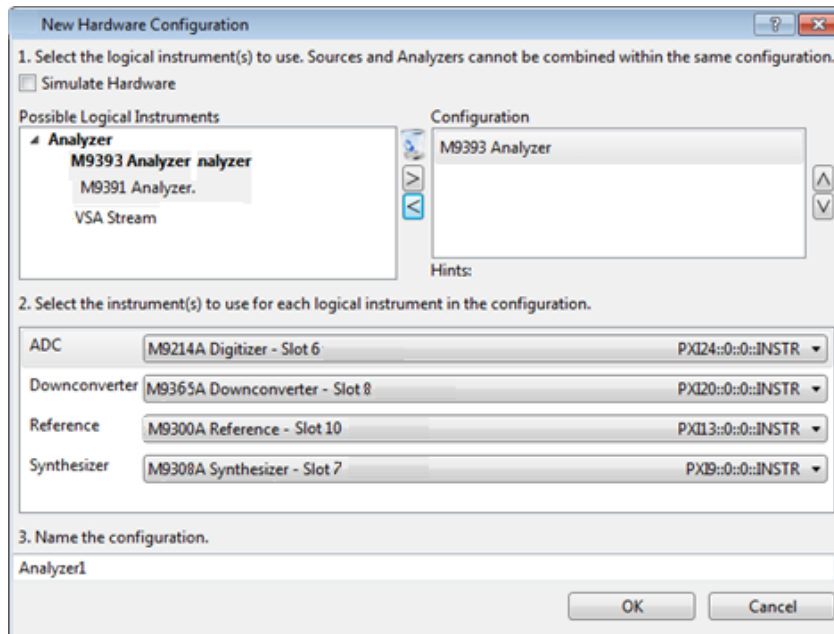 New Hardware Configuration
1. Select the logical instrument(s) to use. Sources and Analyzers cannot be combined within the same configuration.
Simulate Hardware
Possible Logical Instruments
Configuration
Analyzer
M9393 Analyzer nalyzer
M9391 Analyzer.
VSA Stream
M9393 Analyzer
Hints:
2. Select the instrument(s) to use for each logical instrument in the configuration.
ADC M9214A Digitizer - Slot 6 PXI24::0::0::INSTR
Downconverter M9365A Downconverter - Slot 8 PXI20::0::0::INSTR
Reference M9300A Reference - Slot 10 PXI13::0::0::INSTR
Synthesizer M9308A Synthesizer - Slot 7 PXI9::0::0::INSTR
3. Name the configuration.
Analyzer1
OK Cancel